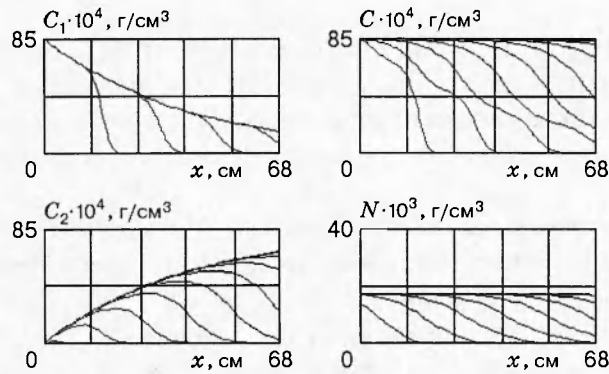 C₁·10⁴, г/см³
85
0
x, см
68
C·10⁴, г/см³
85
0
x, см
68
C₂·10⁴, г/см³
85
0
x, см
68
N·10³, г/см³
40
0
x, см
68